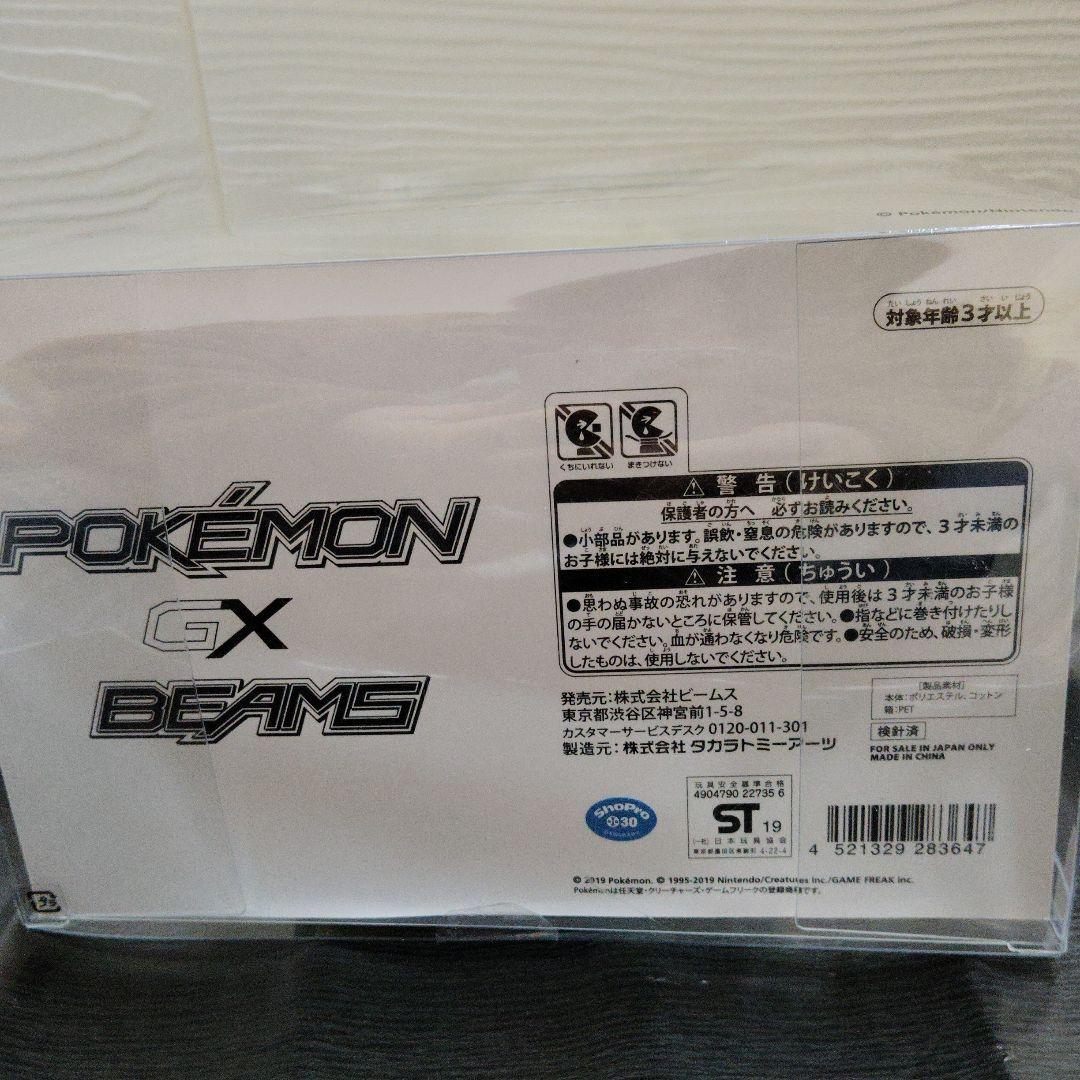 © Pokémon/Nintendo
対象年齢3才以上
たいしょうねんれい さいいじょう
くちにいれない まきつけない
警告(けいこく)
保護者の方へ 必ずお読みください。
●小部品があります。誤飲・窒息の危険がありますので、3才未満の
お子様には絶対に与えないでください。
注意(ちゅうい)
●思わぬ事故の恐れがありますので、使用後は3才未満のお子様
の手の届かないところに保管してください。●指などに巻き付けたりし
ないでください。血が通わなくなり危険です。●安全のため、破損・変形
したものは、使用しないでください。
POKÉMON
GX
BEAMS
発売元:株式会社ビームス
東京都渋谷区神宮前1-5-8
カスタマーサービスデスク 0120-011-301
製造元:株式会社 タカラトミーアーツ
[製品素材]
本体:ポリエステル、コットン
箱:PET
検針済
FOR SALE IN JAPAN ONLY
MADE IN CHINA
ShoPro
30
玩具安全基準合格
4904790 22735 6
ST 19
(一社)日本玩具協会
東京都墨田区東駒形 4-22-4
4 521329 283647
© 2019 Pokémon. © 1995-2019 Nintendo/Creatures Inc./GAME FREAK inc.
Pokémonは任天堂・クリーチャーズ・ゲームフリークの登録商標です。